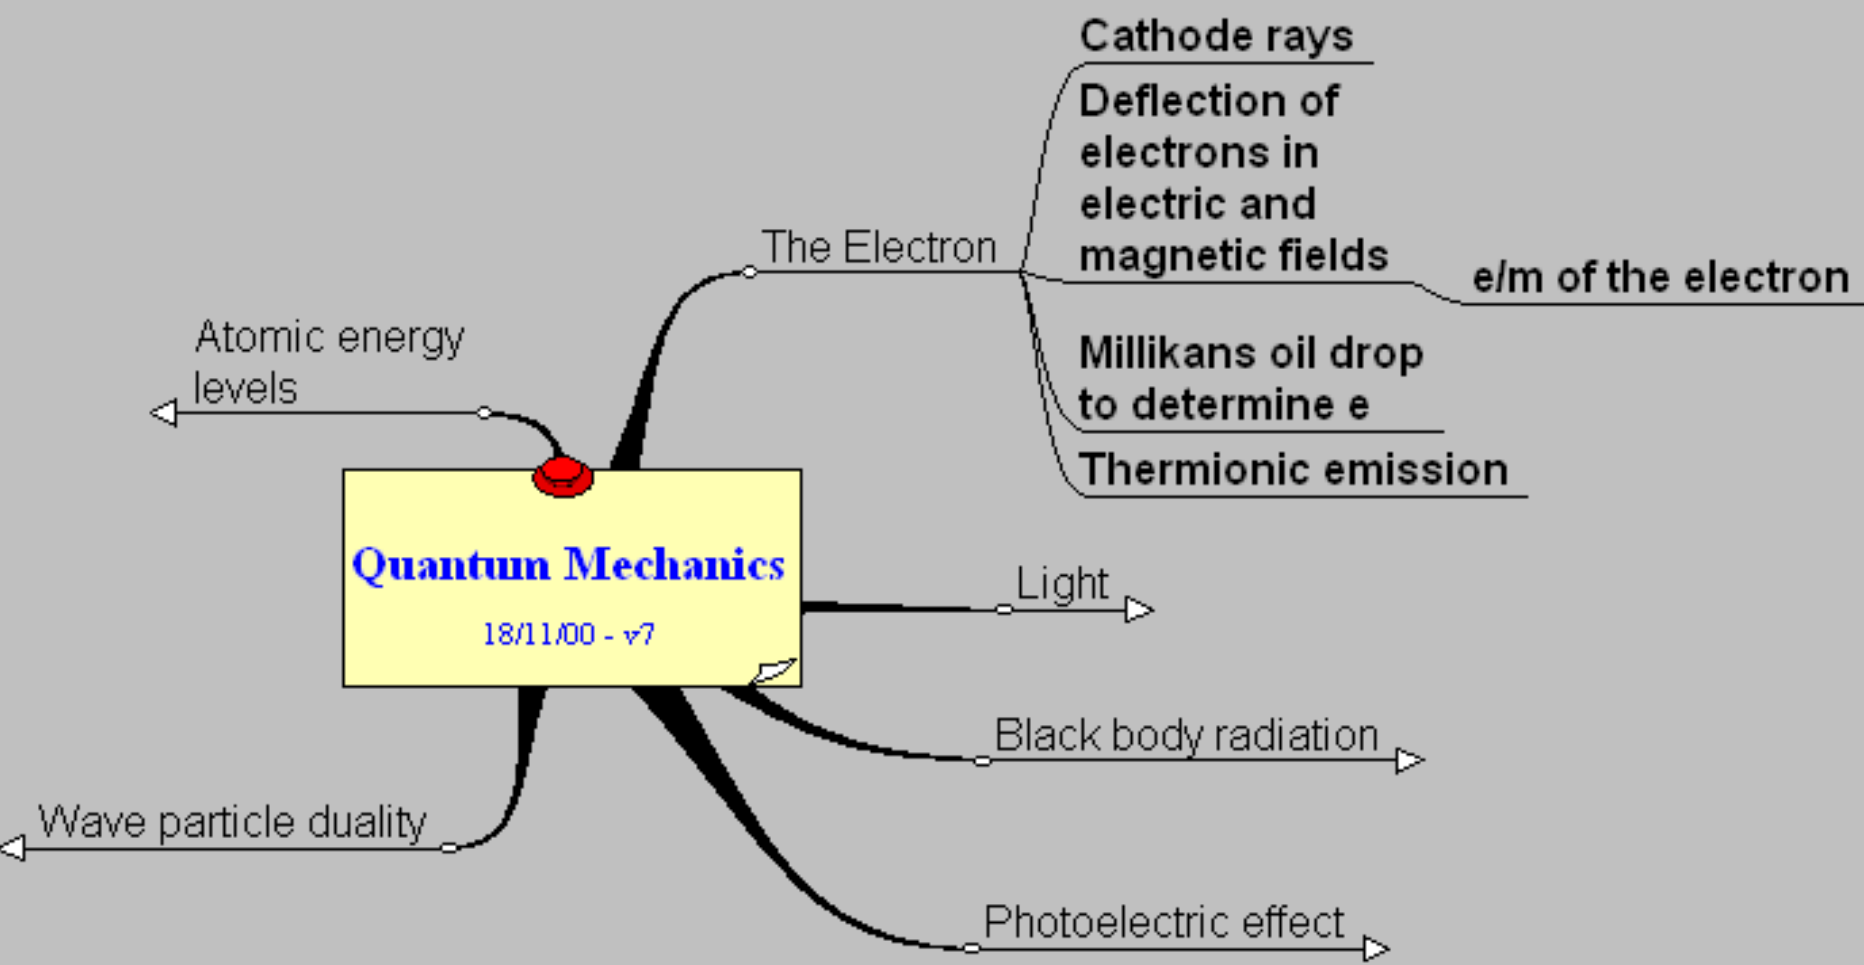 Cathode rays
Deflection of
electrons in
electric and
magnetic fields
e/m of the electron
The Electron
Millikans oil drop
to determine e
Thermionic emission
Atomic energy
levels
Quantum Mechanics
18/11/00 - v7
Light
Black body radiation
Wave particle duality
Photoelectric effect